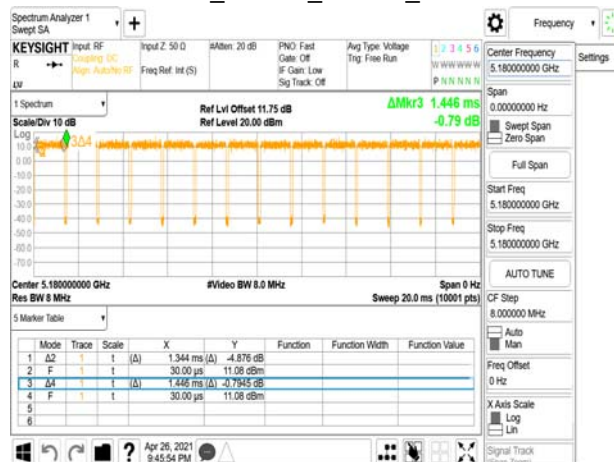 Spectrum Analyzer 1
Swept SA
Frequency
KEYSIGHT Input: RF Input Z: 50 Ω #Atten: 20 dB PNO: Fast Avg Type: Voltage 1 2 3 4 5 6
R Coupling: DC Gate: Off Trig: Free Run W W W W W W
Align: Auto/No RF Freq Ref: Int (S) IF Gain: Low P N N N N N
Sig Track: Off
1 Spectrum
Scale/Div 10 dB
Ref Lvl Offset 11.75 dB
Ref Level 20.00 dBm
ΔMkr3 1.446 ms
-0.79 dB
Log
3Δ4
10.0
0.00
-10.0
-20.0
-30.0
-40.0
-50.0
-60.0
-70.0
Center 5.180000000 GHz #Video BW 8.0 MHz Span 0 Hz
Res BW 8 MHz Sweep 20.0 ms (10001 pts)
5 Marker Table
Mode Trace Scale X Y Function Function Width Function Value
1 Δ2 1 t (Δ) 1.344 ms (Δ) -4.876 dB
2 F 1 t 30.00 µs 11.08 dBm
3 Δ4 1 t (Δ) 1.446 ms (Δ) -0.7945 dB
4 F 1 t 30.00 µs 11.08 dBm
5
6
Apr 26, 2021
9:45:54 PM
Center Frequency
5.180000000 GHz
Settings
Span
0.00000000 Hz
Swept Span
Zero Span
Full Span
Start Freq
5.180000000 GHz
Stop Freq
5.180000000 GHz
AUTO TUNE
CF Step
8.000000 MHz
Auto
Man
Freq Offset
0 Hz
X Axis Scale
Log
Lin
Signal Track